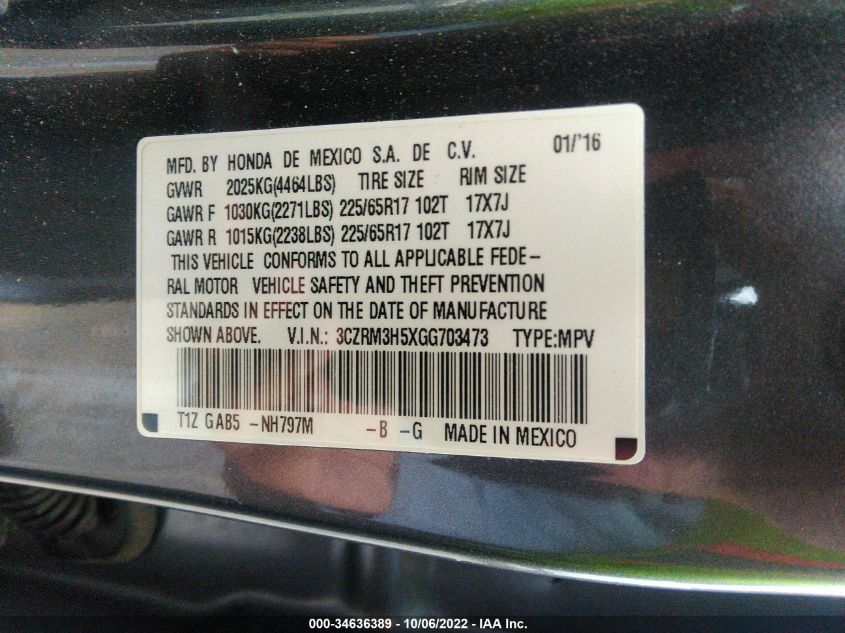 MFD. BY HONDA DE MEXICO S.A. DE C.V. 01/'16
GVWR 2025KG(4464LBS) TIRE SIZE RIM SIZE
GAWR F 1030KG(2271LBS) 225/65R17 102T 17X7J
GAWR R 1015KG(2238LBS) 225/65R17 102T 17X7J
THIS VEHICLE CONFORMS TO ALL APPLICABLE FEDE-
RAL MOTOR VEHICLE SAFETY AND THEFT PREVENTION
STANDARDS IN EFFECT ON THE DATE OF MANUFACTURE
SHOWN ABOVE. V.I.N.: 3CZRM3H5XGG703473 TYPE:MPV
T1Z GAB5 -NH797M -B -G MADE IN MEXICO
000-34636389 - 10/06/2022 - IAA Inc.